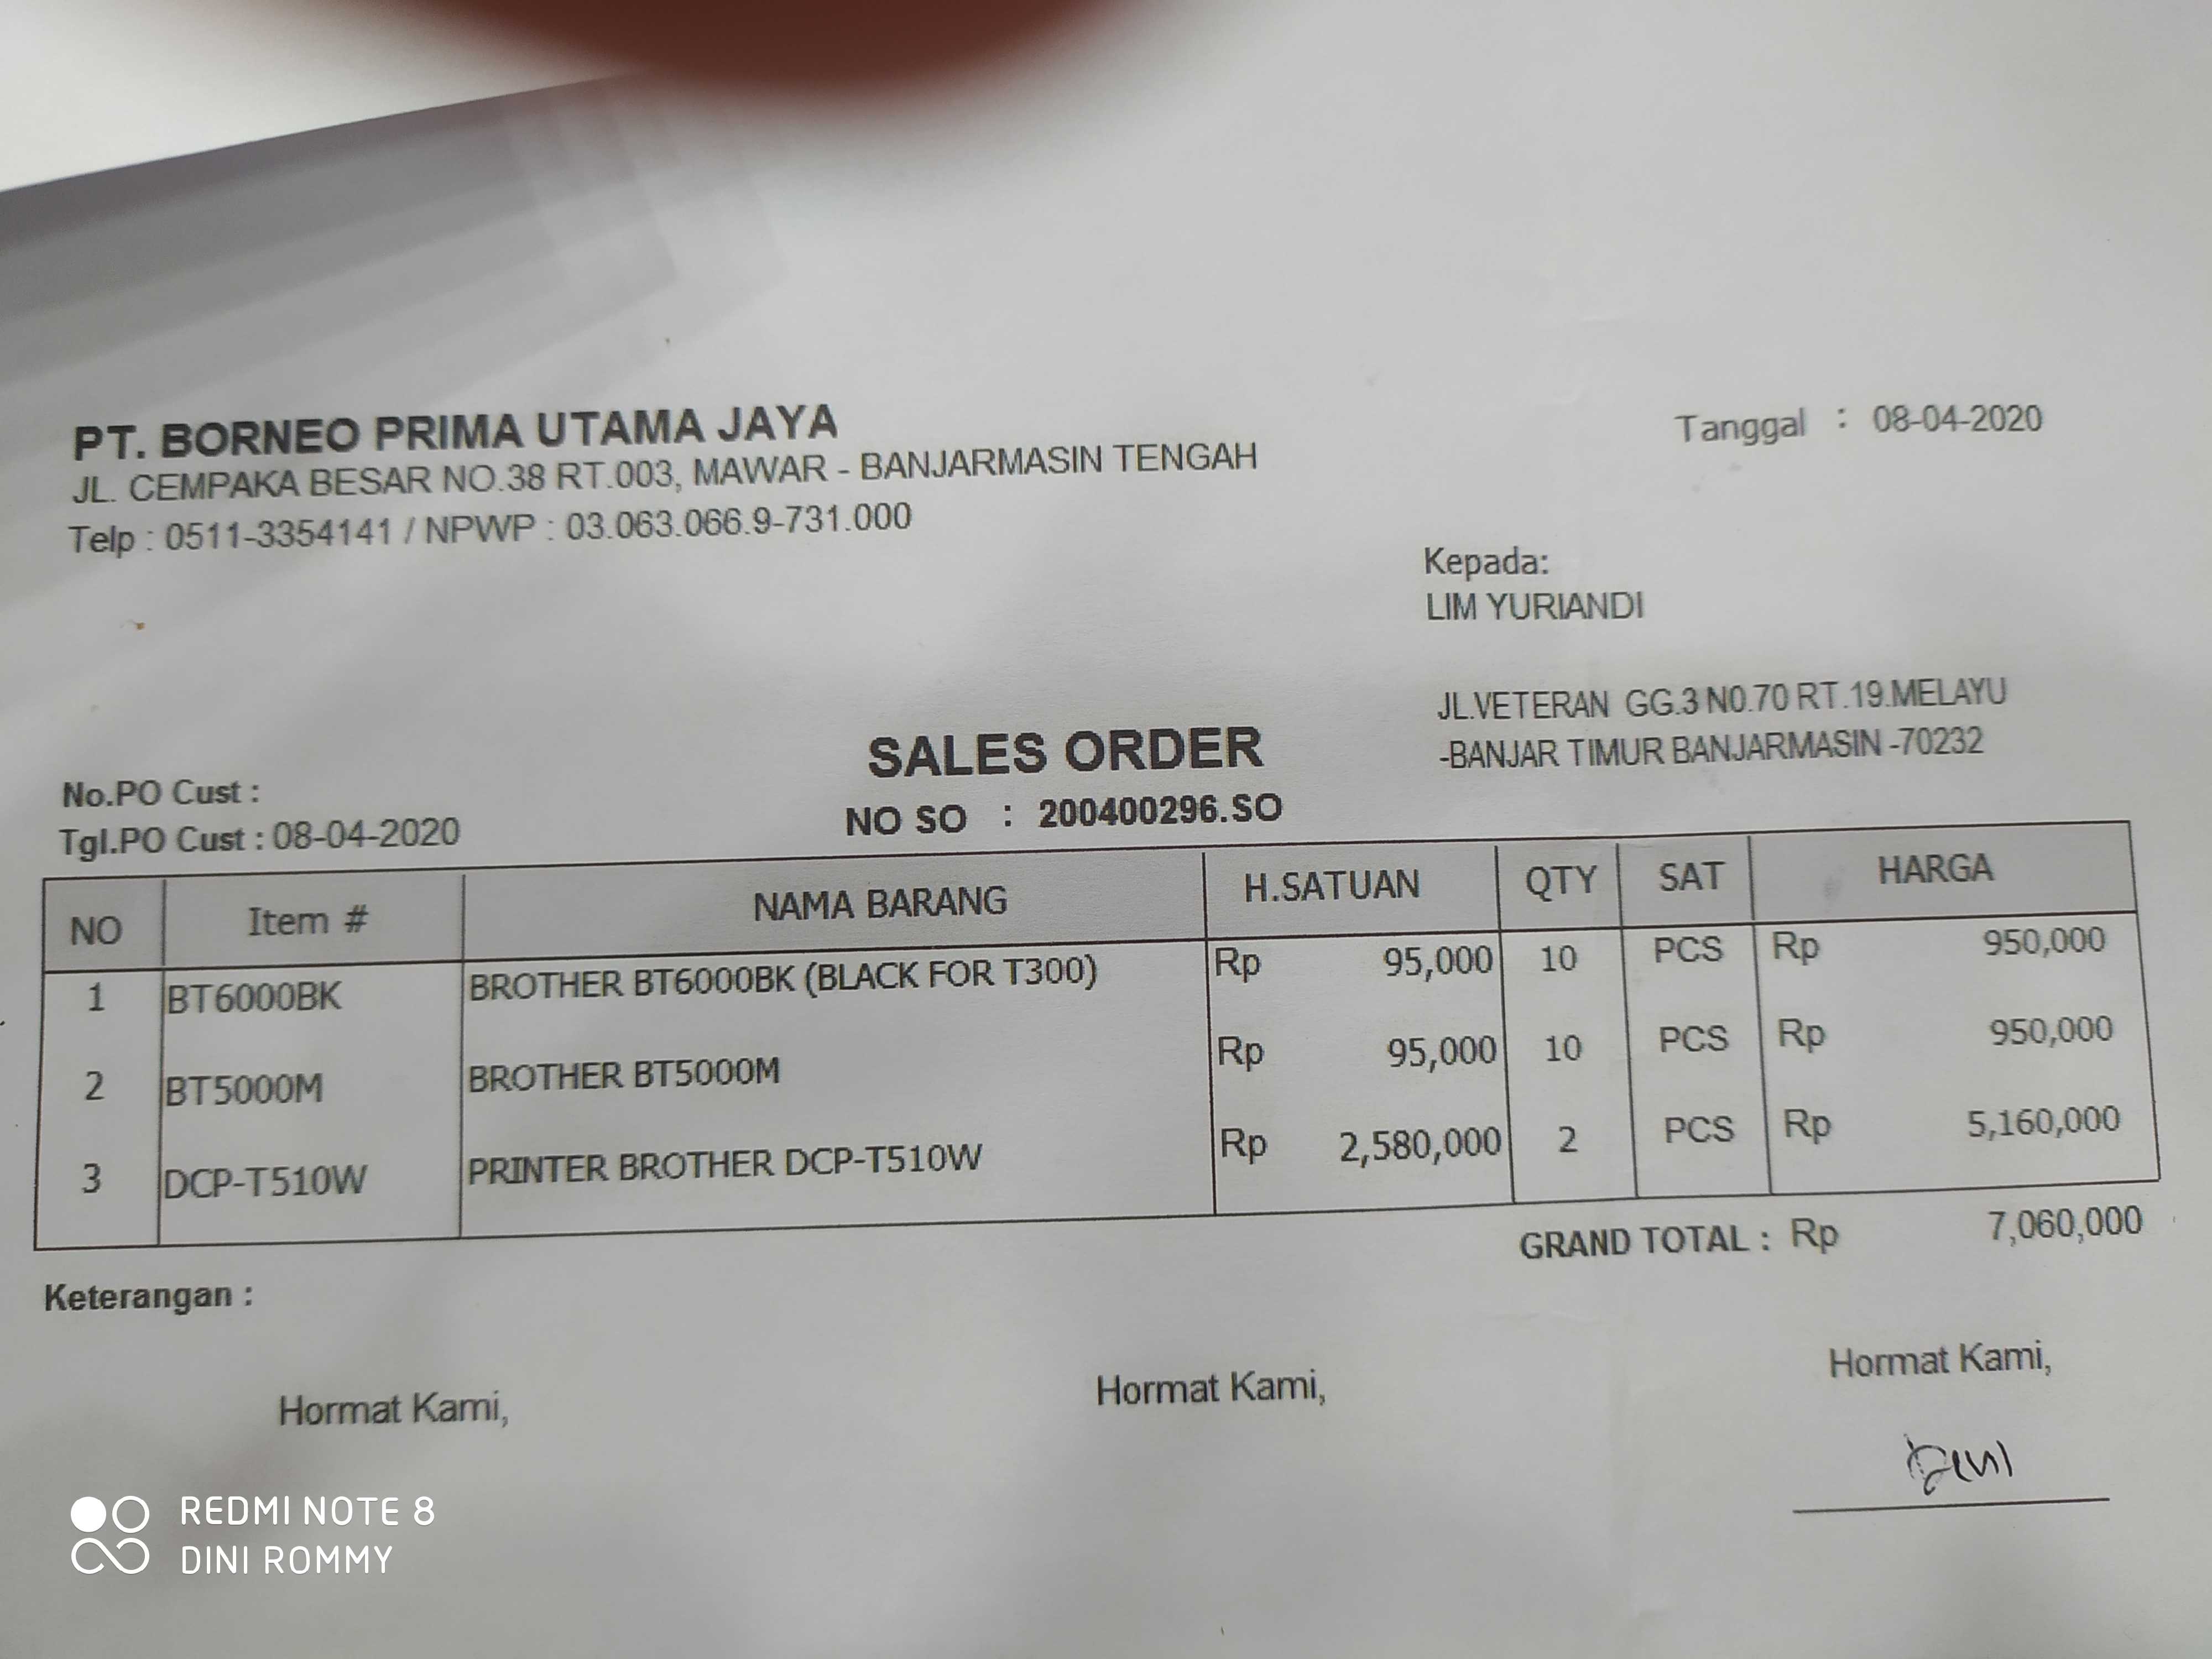 PT. BORNEO PRIMA UTAMA JAYA
JL. CEMPAKA BESAR NO.38 RT.003, MAWAR - BANJARMASIN TENGAH
Telp : 0511-3354141 / NPWP : 03.063.066.9-731.000
Tanggal : 08-04-2020
Kepada:
LIM YURIANDI
JL.VETERAN GG.3 N0.70 RT.19.MELAYU
-BANJAR TIMUR BANJARMASIN -70232
SALES ORDER
NO SO : 200400296.SO
No.PO Cust :
Tgl.PO Cust : 08-04-2020
NO Item # NAMA BARANG H.SATUAN QTY SAT HARGA
1 BT6000BK BROTHER BT6000BK (BLACK FOR T300) Rp 95,000 10 PCS Rp 950,000
2 BT5000M BROTHER BT5000M Rp 95,000 10 PCS Rp 950,000
3 DCP-T510W PRINTER BROTHER DCP-T510W Rp 2,580,000 2 PCS Rp 5,160,000
GRAND TOTAL : Rp 7,060,000
Keterangan :
Hormat Kami, Hormat Kami, Hormat Kami,
REDMI NOTE 8
DINI ROMMY